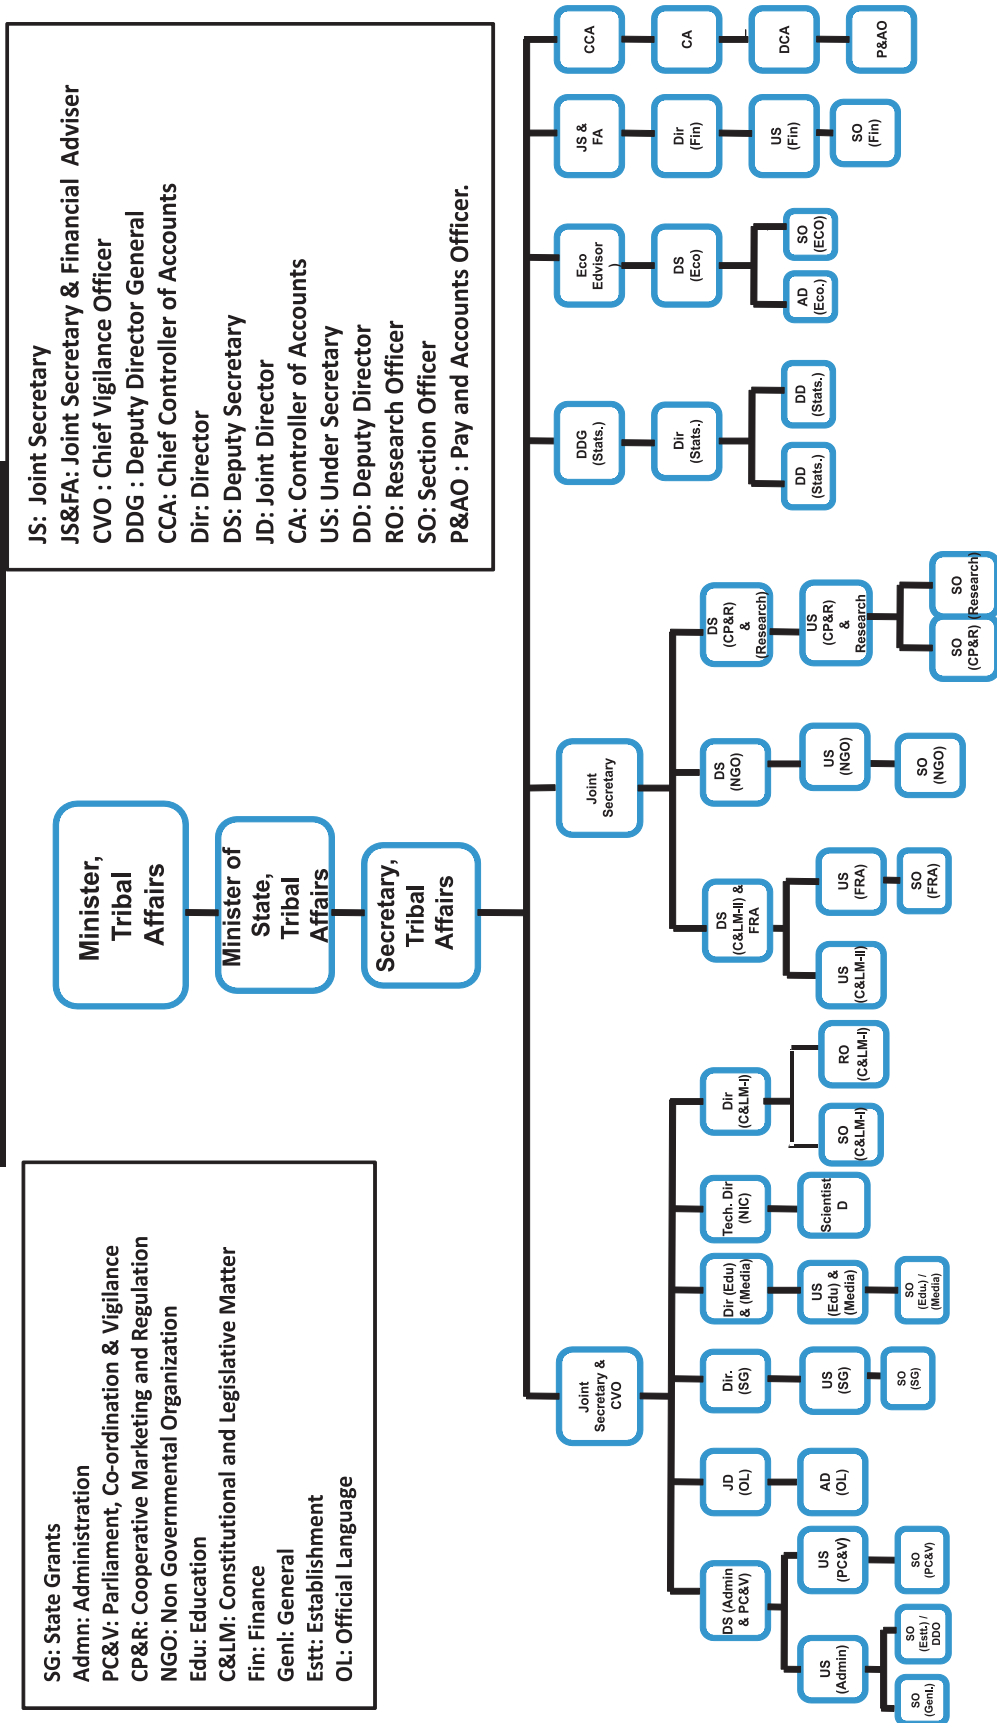 SG: State Grants
Admn: Administration
PC&V: Parliament, Co-ordination & Vigilance
CP&R: Cooperative Marketing and Regulation
NGO: Non Governmental Organization
Edu: Education
C&LM: Constitutional and Legislative Matter
Fin: Finance
Genl: General
Estt: Establishment
OL: Official Language
Minister,
Tribal
Affairs
Minister of
State,
Tribal
Affairs
Secretary,
Tribal
Affairs
JS: Joint Secretary
JS&FA: Joint Secretary & Financial Adviser
CVO : Chief Vigilance Officer
DDG : Deputy Director General
CCA: Chief Controller of Accounts
Dir: Director
DS: Deputy Secretary
JD: Joint Director
CA: Controller of Accounts
US: Under Secretary
DD: Deputy Director
RO: Research Officer
SO: Section Officer
P&AO : Pay and Accounts Officer.
Joint
Secretary &
CVO
Joint
Secretary
DDG
(Stats.)
Eco
Edvisor
)
JS &
FA
CCA
DS (Admin
& PC&V)
JD
(OL)
Dir.
(SG)
Dir (Edu)
& (Media)
Tech. Dir
(NIC)
Dir
(C&LM-I)
DS
(C&LM-II) &
FRA
DS
(NGO)
DS
(CP&R)
&
(Research)
Dir
(Stats.)
DS
(Eco)
Dir
(Fin)
CA
US
(Admin)
US
(PC&V)
AD
(OL)
US
(SG)
US
(Edu) &
(Media)
Scientist
D
SO
(C&LM-I)
RO
(C&LM-I)
US
(C&LM-II)
US
(FRA)
US
(NGO)
US
(CP&R)
&
Research
DD
(Stats.)
DD
(Stats.)
AD
(Eco.)
SO
(ECO)
US
(Fin)
DCA
SO
(Genl.)
SO
(Estt.) /
DDO
SO
(PC&V)
SO
(SG)
SO
(Edu.) /
(Media)
SO
(FRA)
SO
(NGO)
SO
(CP&R)
SO
(Research)
SO
(Fin)
P&AO